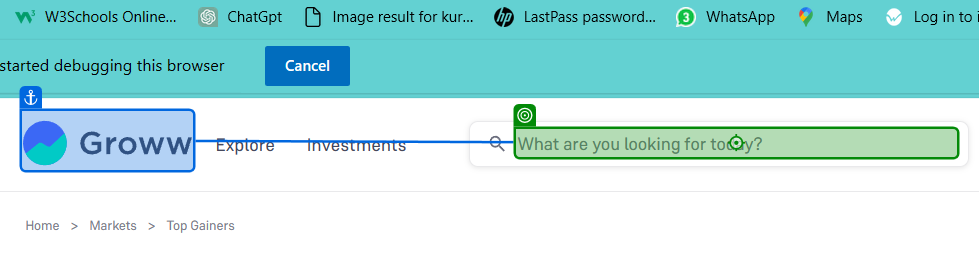 W3Schools Online... ChatGpt Image result for kur... LastPass password... WhatsApp Maps Log in to i
started debugging this browser Cancel
Groww Explore Investments What are you looking for today?
Home > Markets > Top Gainers